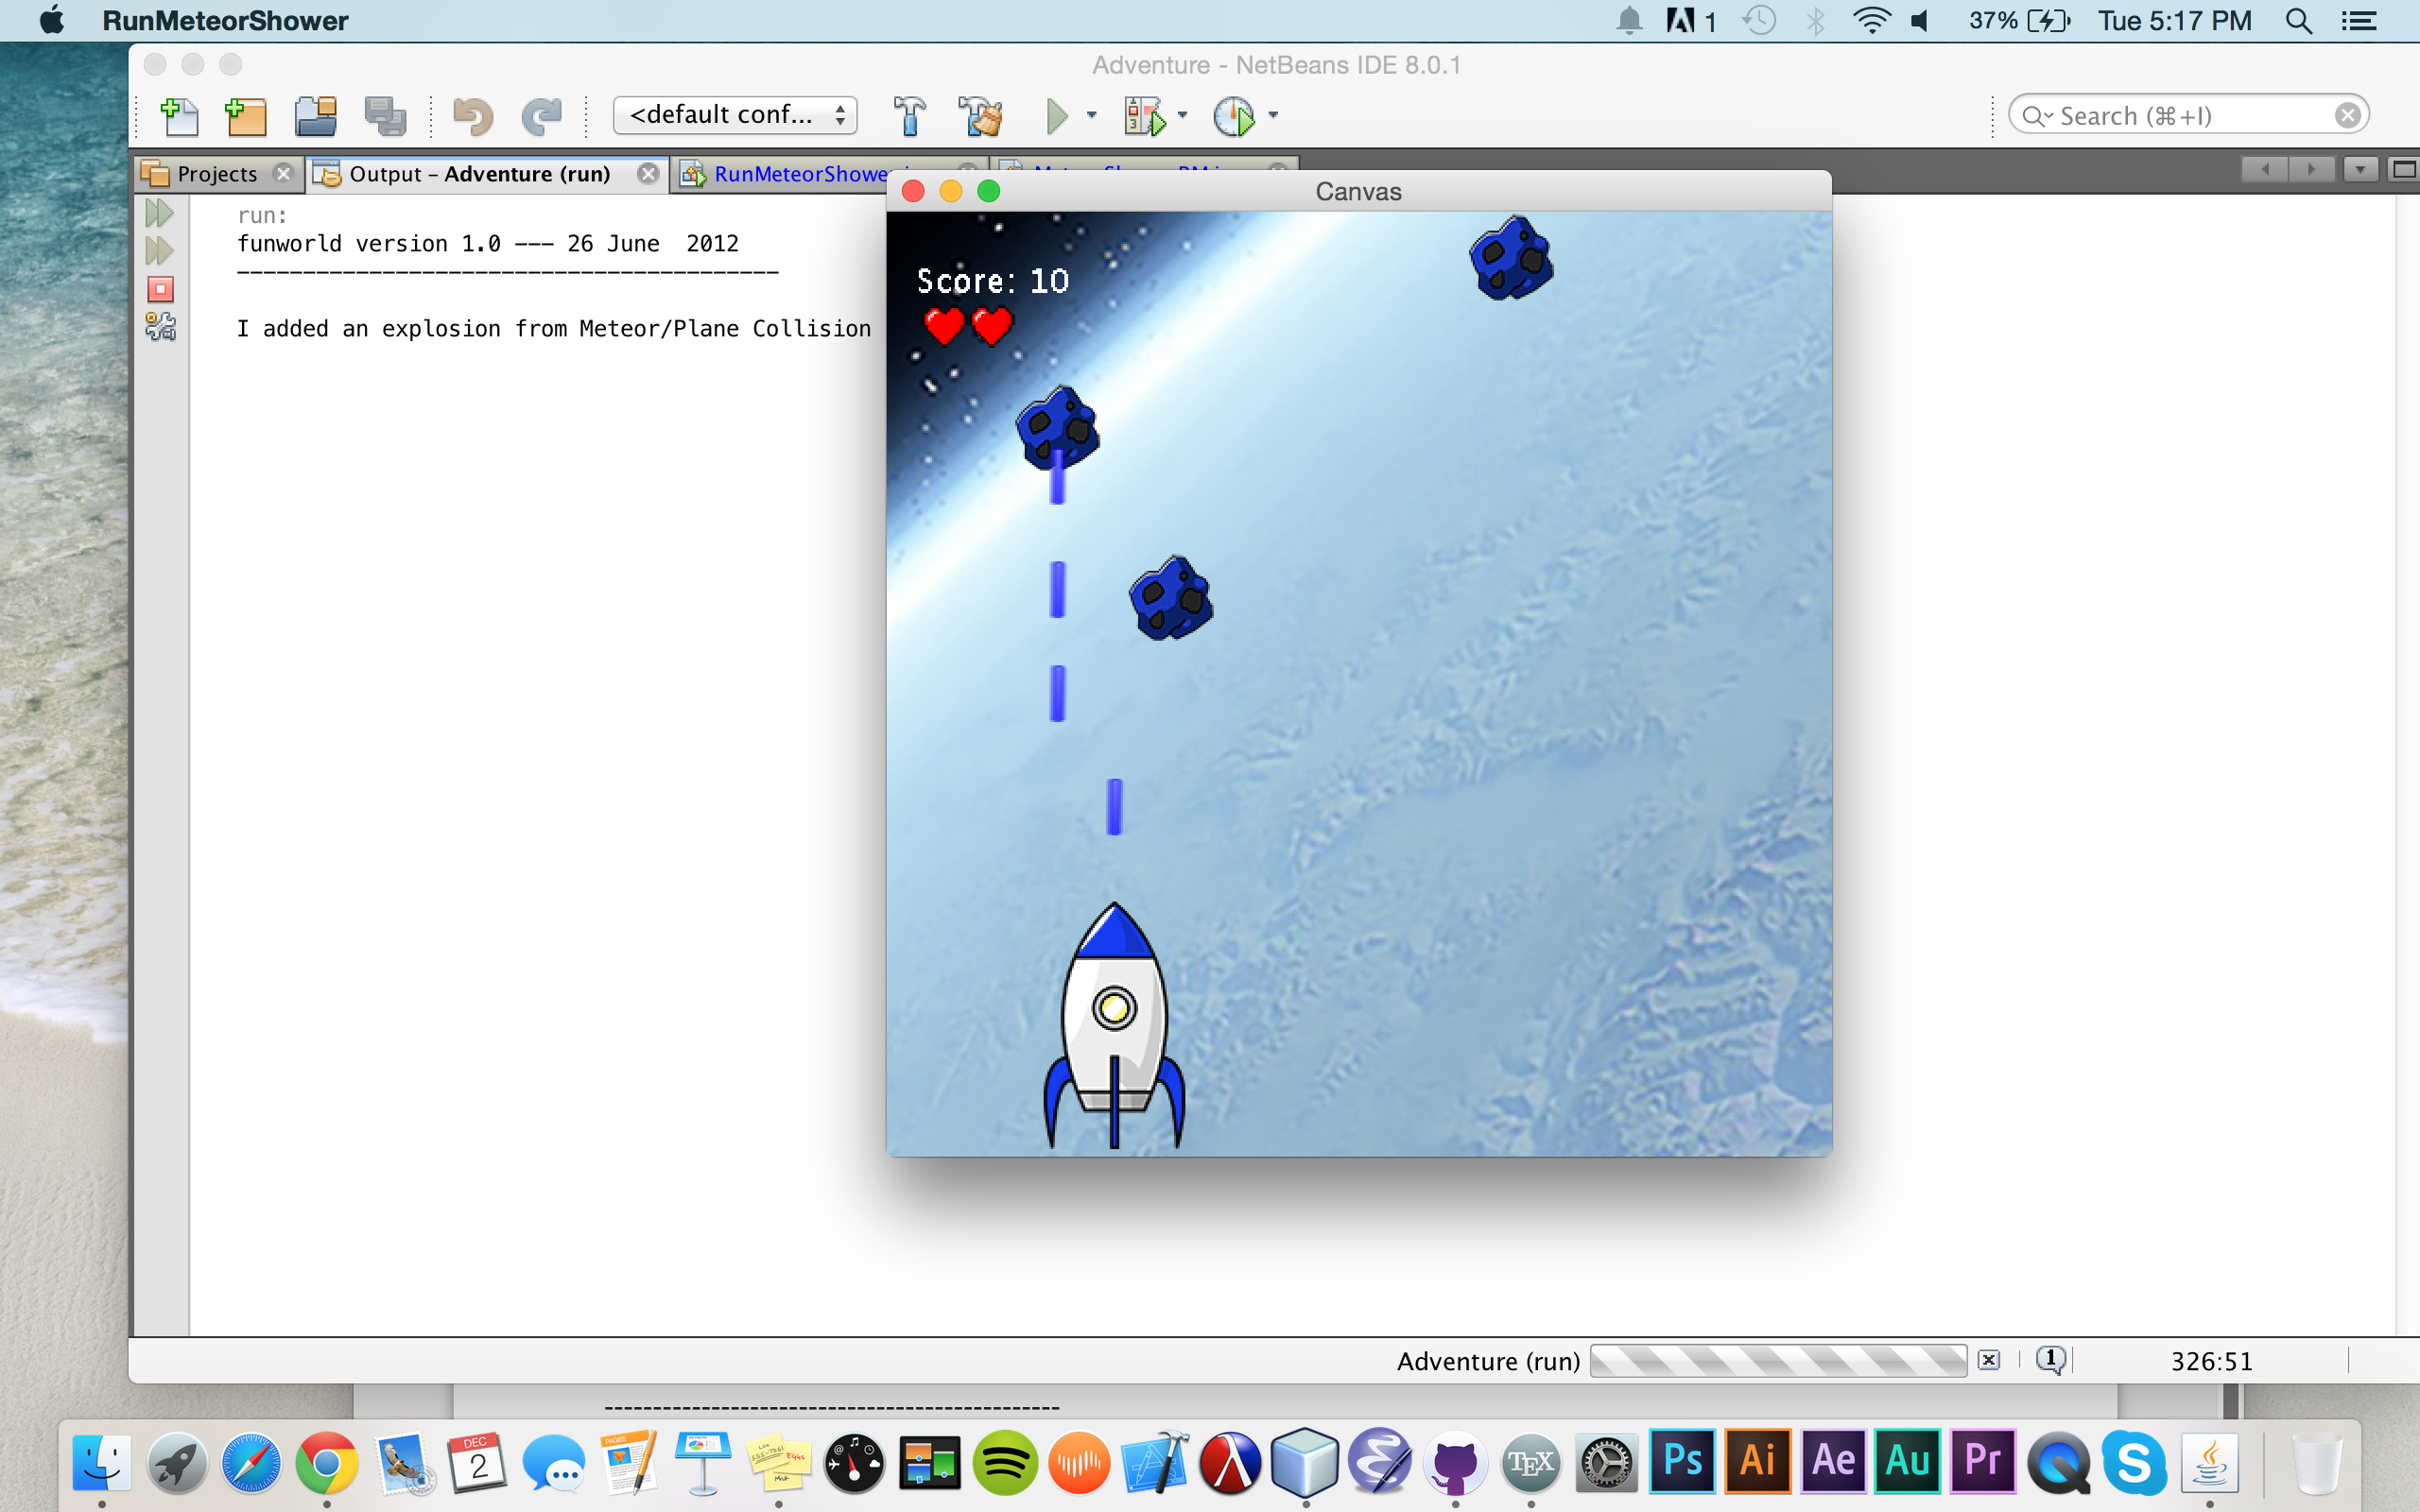 RunMeteorShower
1
37%
Tue 5:17 PM
Adventure - NetBeans IDE 8.0.1
<default conf...
Search (⌘+I)
Projects
Output – Adventure (run)
Canvas
run:
funworld version 1.0 --- 26 June  2012
-----------------------------------------
I added an explosion from Meteor/Plane Collision
Score: 10
Adventure (run)
1
326:51
DEC
2
PAGES
TEX
Ps
Ai
Ae
Au
Pr
S